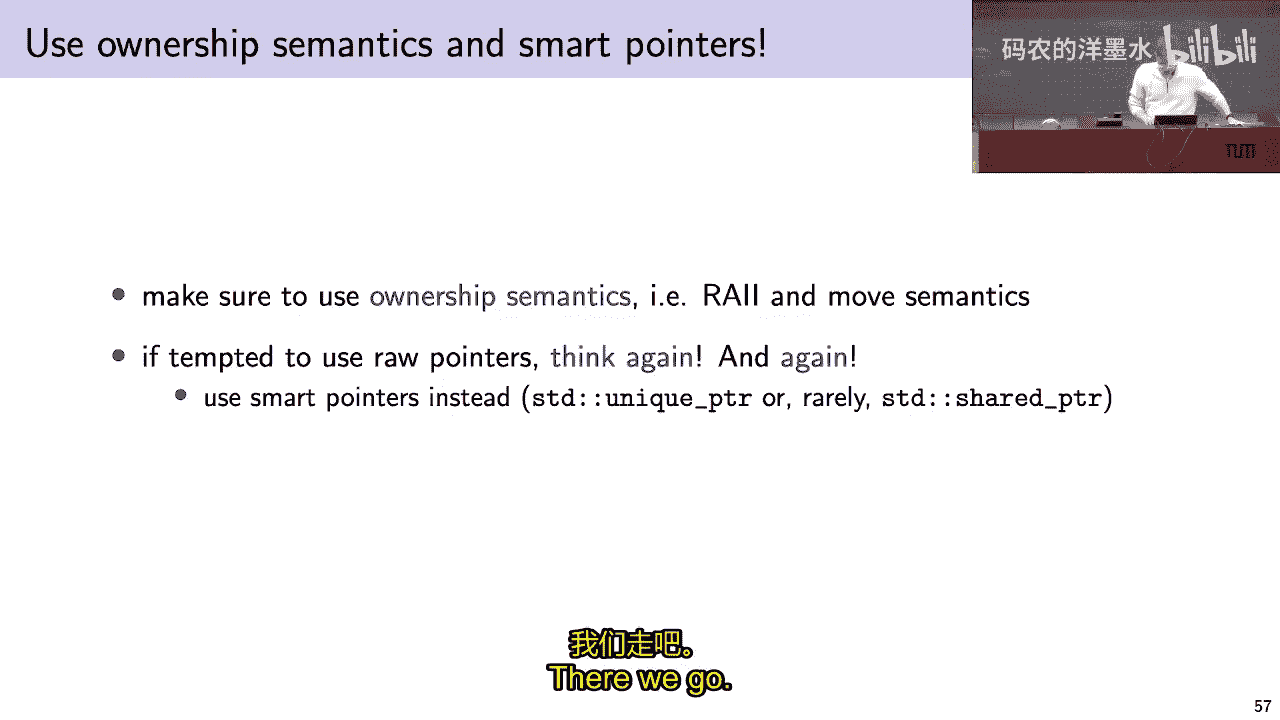 Use ownership semantics and smart pointers!
码农的洋墨水 bilibili
TUM
• make sure to use ownership semantics, i.e. RAII and move semantics
• if tempted to use raw pointers, think again! And again!
• use smart pointers instead (std::unique_ptr or, rarely, std::shared_ptr)
我们走吧。
There we go.
57